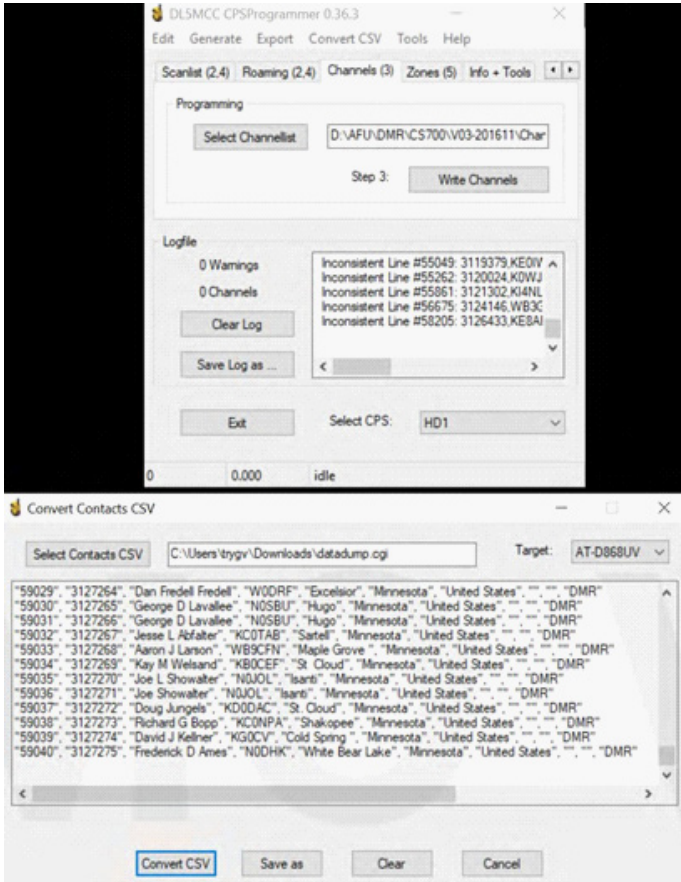 DL5MCC CPSProgrammer 0.36.3
Edit Generate Export Convert CSV Tools Help
Scanlist (2,4) Roaming (2,4) Channels (3) Zones (5) Info + Tools
Programming
Select Channellist D:\AFU\DMR\CS700\V03-201611\Char
Step 3: Write Channels
Logfile
0 Warnings
0 Channels
Clear Log
Save Log as ...
Inconsistent Line #55049: 3119379,KE0IV
Inconsistent Line #55262: 3120024,K0WJ
Inconsistent Line #55861: 3121302,KI4NL
Inconsistent Line #56675: 3124146,WB3C
Inconsistent Line #58205: 3126433,KE8AI
Exit Select CPS: HD1
0 0.000 idle
Convert Contacts CSV
Select Contacts CSV C:\Users\trygv\Downloads\datadump.cgi Target: AT-D868UV
"59029", "3127264", "Dan Fredell Fredell", "W0DRF", "Excelsior", "Minnesota", "United States", "", "", "DMR"
"59030", "3127265", "George D Lavallee", "N0SBU", "Hugo", "Minnesota", "United States", "", "", "DMR"
"59031", "3127266", "George D Lavallee", "N0SBU", "Hugo", "Minnesota", "United States", "", "", "DMR"
"59032", "3127267", "Jesse L Abfalter", "KC0TAB", "Sartell", "Minnesota", "United States", "", "", "DMR"
"59033", "3127268", "Aaron J Larson", "WB9CFN", "Maple Grove ", "Minnesota", "United States", "", "", "DMR"
"59034", "3127269", "Kay M Welsand", "KB0CEF", "St. Cloud", "Minnesota", "United States", "", "", "DMR"
"59035", "3127270", "Joe L Showalter", "N0JOL", "Isanti", "Minnesota", "United States", "", "", "DMR"
"59036", "3127271", "Joe Showalter", "N0JOL", "Isanti", "Minnesota", "United States", "", "", "DMR"
"59037", "3127272", "Doug Jungels", "KD0DAC", "St. Cloud", "Minnesota", "United States", "", "", "DMR"
"59038", "3127273", "Richard G Bopp", "KC0NPA", "Shakopee", "Minnesota", "United States", "", "", "DMR"
"59039", "3127274", "David J Kellner", "KG0CV", "Cold Spring ", "Minnesota", "United States", "", "", "DMR"
"59040", "3127275", "Frederick D Ames", "N0DHK", "White Bear Lake", "Minnesota", "United States", "", "", "DMR"
Convert CSV Save as Clear Cancel